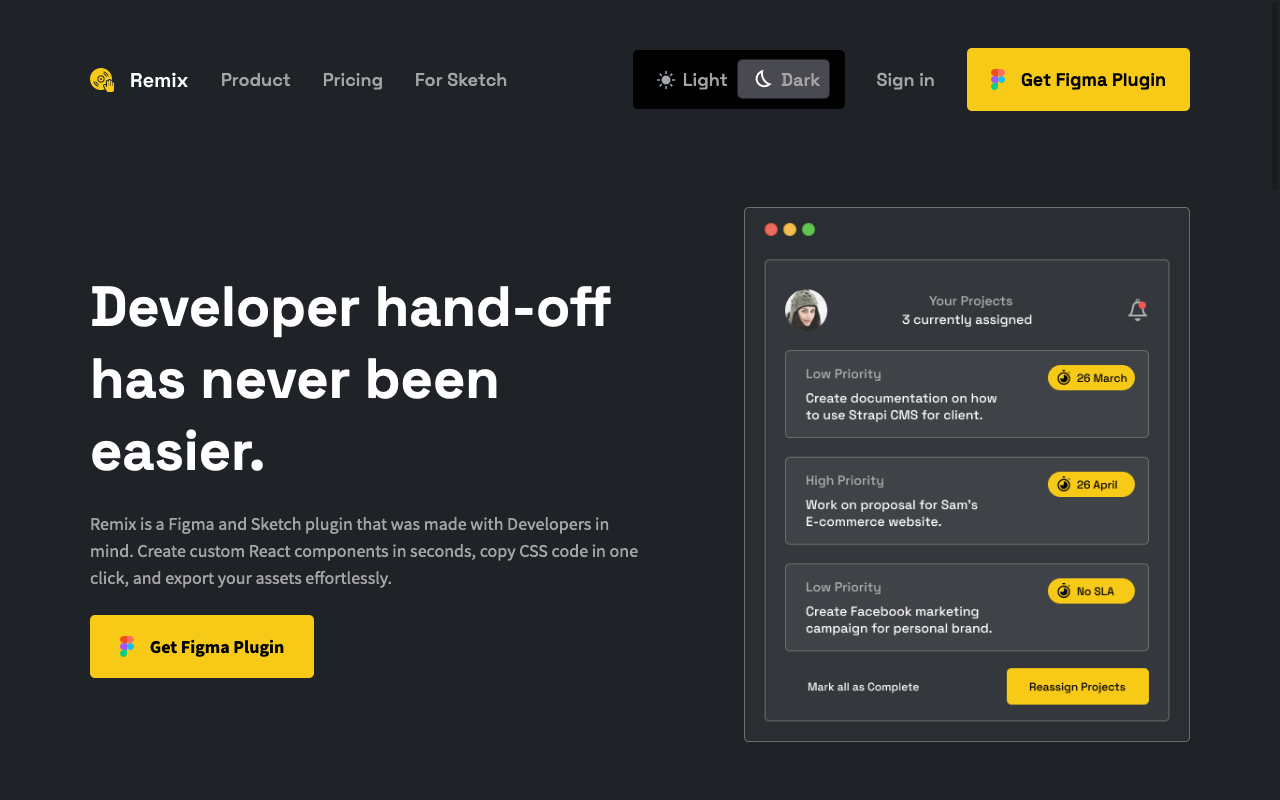 Remix
Product
Pricing
For Sketch
Light
Dark
Sign in
Get Figma Plugin
Developer hand-off
has never been
easier.
Remix is a Figma and Sketch plugin that was made with Developers in
mind. Create custom React components in seconds, copy CSS code in one
click, and export your assets effortlessly.
Get Figma Plugin
Your Projects
3 currently assigned
Low Priority
26 March
Create documentation on how
to use Strapi CMS for client.
High Priority
26 April
Work on proposal for Sam's
E-commerce website.
Low Priority
No SLA
Create Facebook marketing
campaign for personal brand.
Mark all as Complete
Reassign Projects